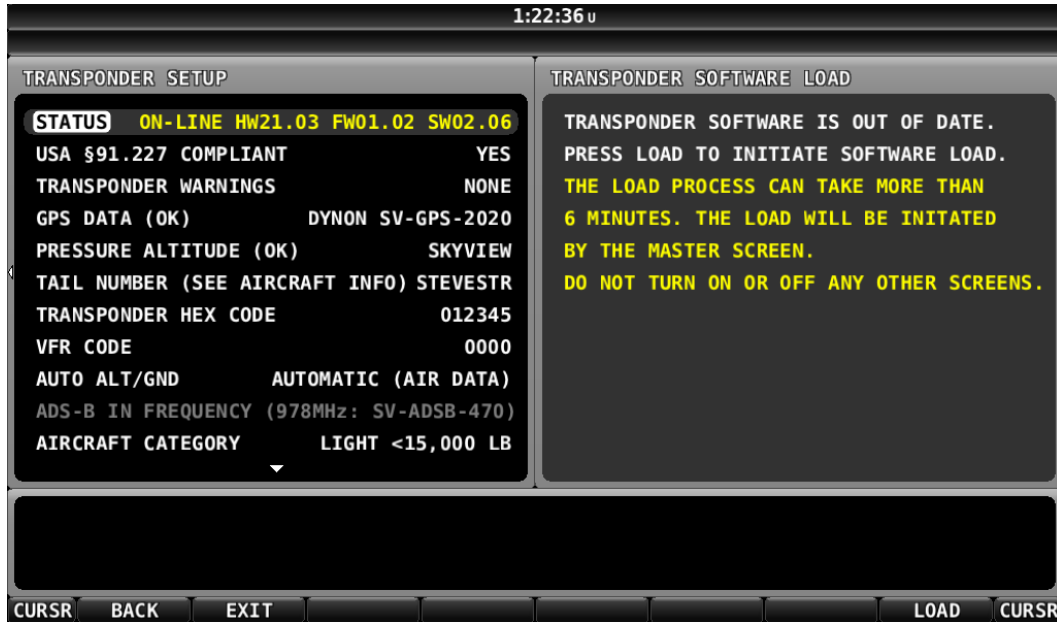 1:22:36 U
TRANSPONDER SETUP
STATUS ON-LINE HW21.03 FW01.02 SW02.06
USA §91.227 COMPLIANT YES
TRANSPONDER WARNINGS NONE
GPS DATA (OK) DYNON SV-GPS-2020
PRESSURE ALTITUDE (OK) SKYVIEW
TAIL NUMBER (SEE AIRCRAFT INFO) STEVESTR
TRANSPONDER HEX CODE 012345
VFR CODE 0000
AUTO ALT/GND AUTOMATIC (AIR DATA)
ADS-B IN FREQUENCY (978MHz: SV-ADSB-470)
AIRCRAFT CATEGORY LIGHT <15,000 LB
TRANSPONDER SOFTWARE LOAD
TRANSPONDER SOFTWARE IS OUT OF DATE.
PRESS LOAD TO INITIATE SOFTWARE LOAD.
THE LOAD PROCESS CAN TAKE MORE THAN
6 MINUTES. THE LOAD WILL BE INITATED
BY THE MASTER SCREEN.
DO NOT TURN ON OR OFF ANY OTHER SCREENS.
CURSR BACK EXIT LOAD CURSR